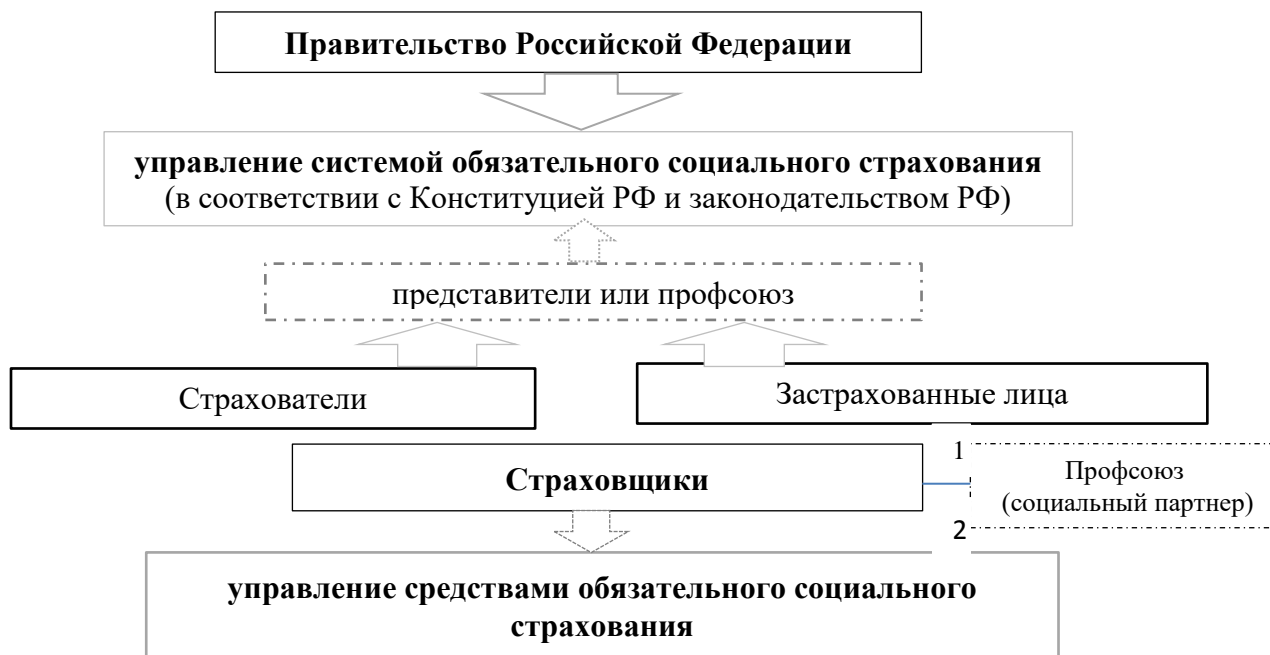 Правительство Российской Федерации
управление системой обязательного социального страхования
(в соответствии с Конституцией РФ и законодательством РФ)
представители или профсоюз
Страхователи
Застрахованные лица
1
Страховщики
Профсоюз
(социальный партнер)
2
управление средствами обязательного социального
страхования